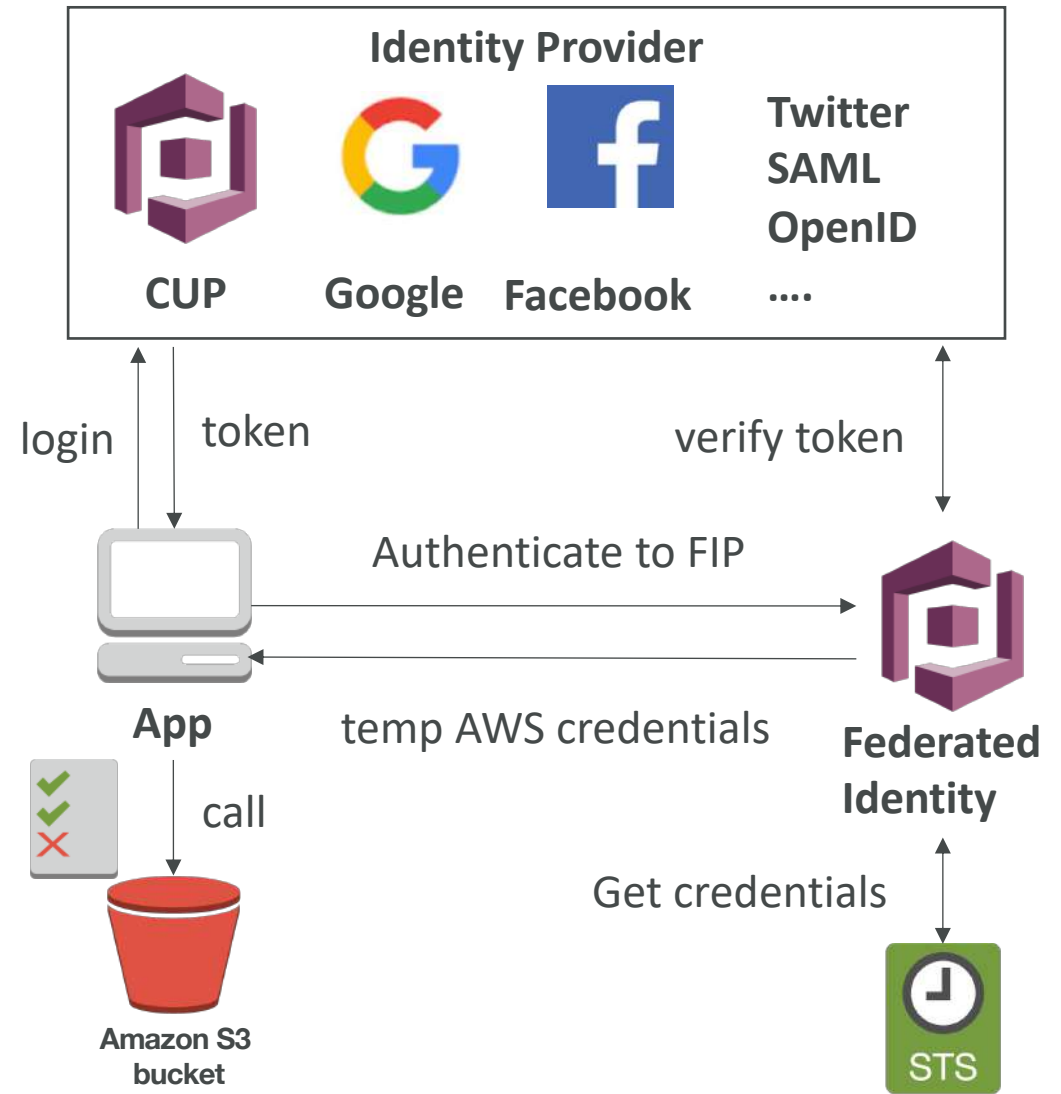 Identity Provider
Twitter
SAML
OpenID
....
CUP
Google
Facebook
login
token
verify token
Authenticate to FIP
temp AWS credentials
App
Federated
Identity
call
Get credentials
Amazon S3
bucket
STS